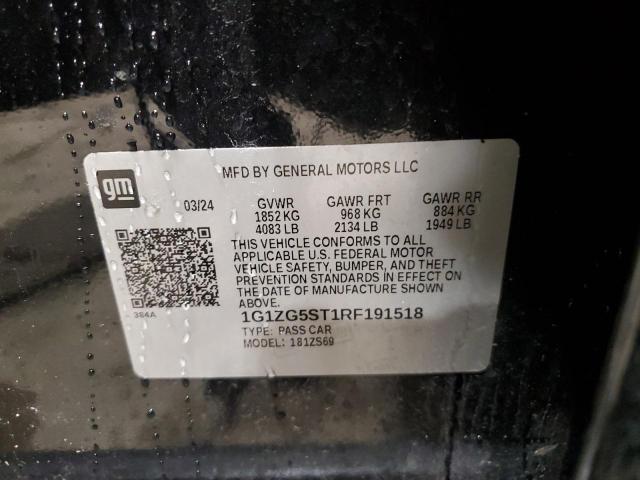 gm
MFD BY GENERAL MOTORS LLC
03/24 GVWR GAWR FRT GAWR RR
1852 KG 968 KG 884 KG
4083 LB 2134 LB 1949 LB
THIS VEHICLE CONFORMS TO ALL
APPLICABLE U.S. FEDERAL MOTOR
VEHICLE SAFETY, BUMPER, AND THEFT
PREVENTION STANDARDS IN EFFECT ON
THE DATE OF MANUFACTURE SHOWN
ABOVE.
384A
1G1ZG5ST1RF191518
TYPE: PASS CAR
MODEL: 181ZS69